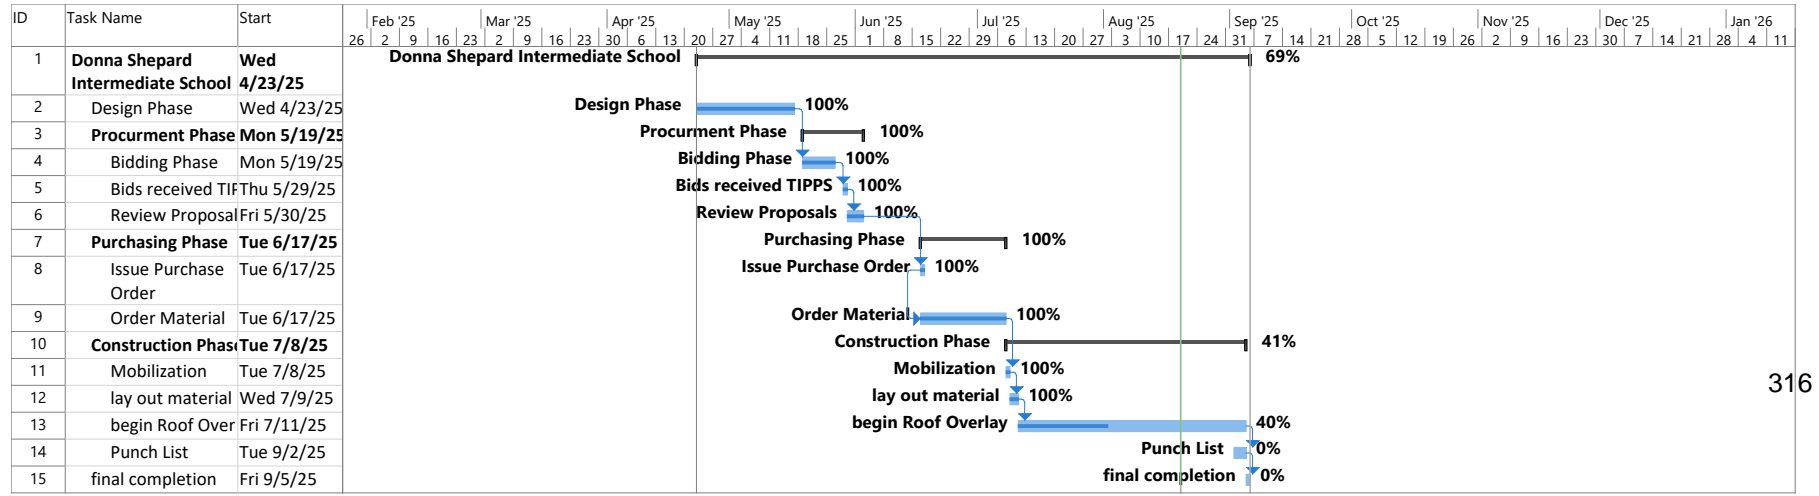 ID Task Name Start Feb '25 Mar '25 Apr '25 May '25 Jun '25 Jul '25 Aug '25 Sep '25 Oct '25 Nov '25 Dec '25 Jan '26
26 2 9 16 23 2 9 16 23 30 6 13 20 27 4 11 18 25 1 8 15 22 29 6 13 20 27 3 10 17 24 31 7 14 21 28 5 12 19 26 2 9 16 23 30 7 14 21 28 4 11
1 Donna Shepard Wed Donna Shepard Intermediate School 69%
Intermediate School 4/23/25
2 Design Phase Wed 4/23/25 Design Phase 100%
3 Procurment Phase Mon 5/19/25 Procurment Phase 100%
4 Bidding Phase Mon 5/19/25 Bidding Phase 100%
5 Bids received TIP Thu 5/29/25 Bids received TIPPS 100%
6 Review Proposal Fri 5/30/25 Review Proposals 100%
7 Purchasing Phase Tue 6/17/25 Purchasing Phase 100%
8 Issue Purchase Tue 6/17/25 Issue Purchase Order 100%
Order
9 Order Material Tue 6/17/25 Order Material 100%
10 Construction Phase Tue 7/8/25 Construction Phase 41%
11 Mobilization Tue 7/8/25 Mobilization 100%
316
12 lay out material Wed 7/9/25 lay out material 100%
13 begin Roof Over Fri 7/11/25 begin Roof Overlay 40%
14 Punch List Tue 9/2/25 Punch List 0%
15 final completion Fri 9/5/25 final completion 0%